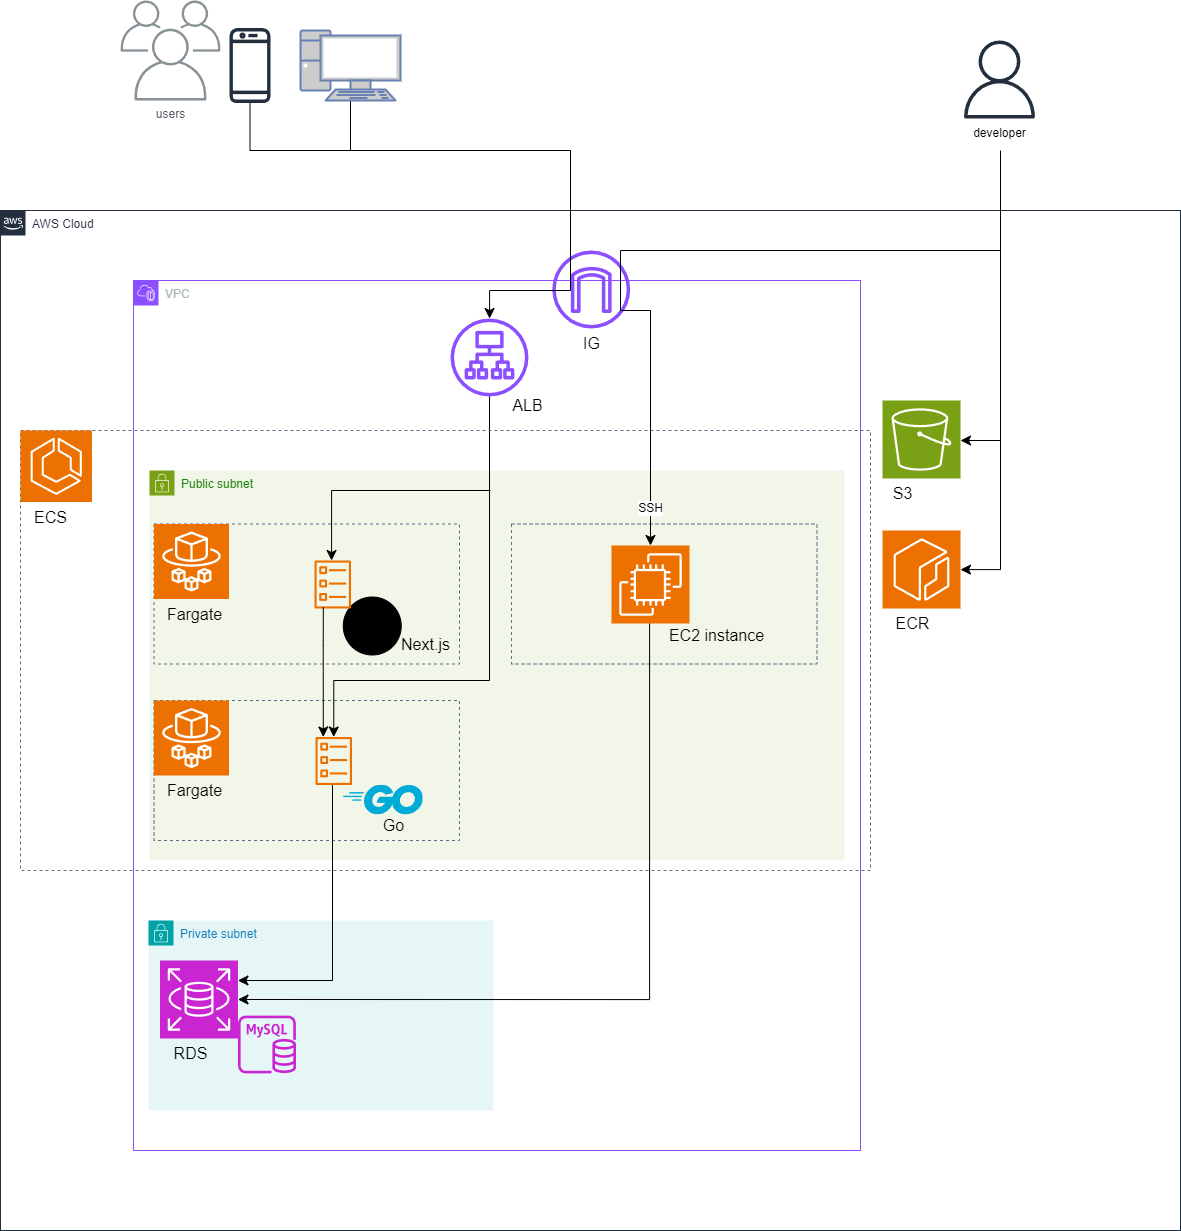 users
developer
aws
AWS Cloud
VPC
IG
ALB
ECS
Public subnet
S3
SSH
Fargate
EC2 instance
ECR
Next.js
Fargate
GO
Go
Private subnet
MySQL
RDS